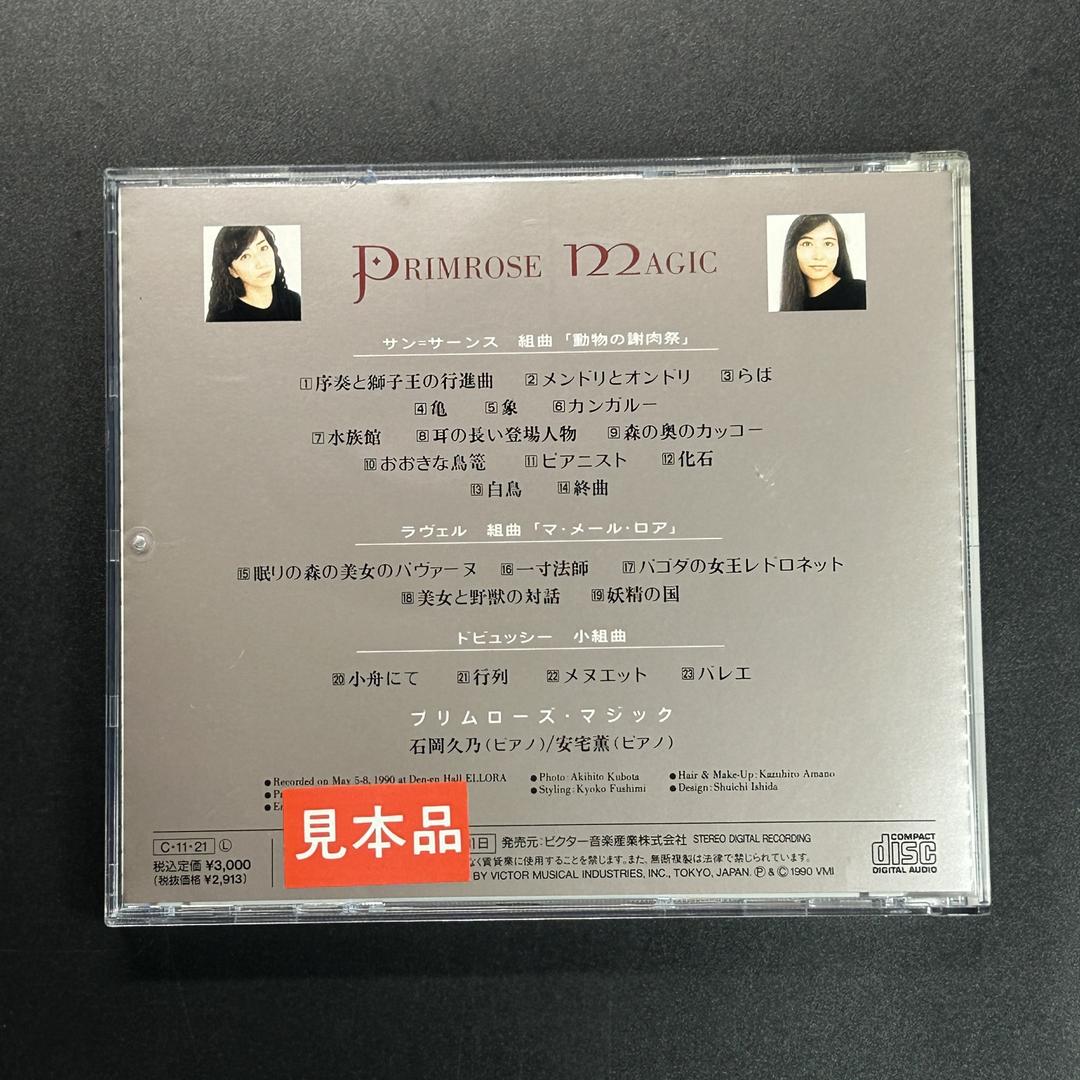 PRIMROSE MAGIC
サン=サーンス 組曲「動物の謝肉祭」
1 序奏と獅子王の行進曲 2 メンドリとオンドリ 3 らば
4 亀 5 象 6 カンガルー
7 水族館 8 耳の長い登場人物 9 森の奥のカッコー
10 おおきな鳥篭 11 ピアニスト 12 化石
13 白鳥 14 終曲
ラヴェル 組曲「マ・メール・ロア」
15 眠りの森の美女のパヴァーヌ 16 一寸法師 17 パゴダの女王レドロネット
18 美女と野獣の対話 19 妖精の国
ドビュッシー 小組曲
20 小舟にて 21 行列 22 メヌエット 23 バレエ
プリムローズ・マジック
石岡久乃(ピアノ)/安宅薫(ピアノ)
●Recorded on May 5-8, 1990 at Den-en Hall ELLORA ●Photo: Akihito Kubota ●Hair & Make-Up: Kazuhiro Amano
●Styling: Kyoko Fushimi ●Design: Shuichi Ishida
見本品
C・11・21 Ⓛ
税込定価 ¥3,000
(税抜価格 ¥2,913)
日 発売元:ビクター音楽産業株式会社 STEREO DIGITAL RECORDING
なく賃貸業に使用することを禁じます。また、無断複製は法律で禁じられています。
BY VICTOR MUSICAL INDUSTRIES, INC., TOKYO, JAPAN. Ⓟ & © 1990 VMI
COMPACT
disc
DIGITAL AUDIO